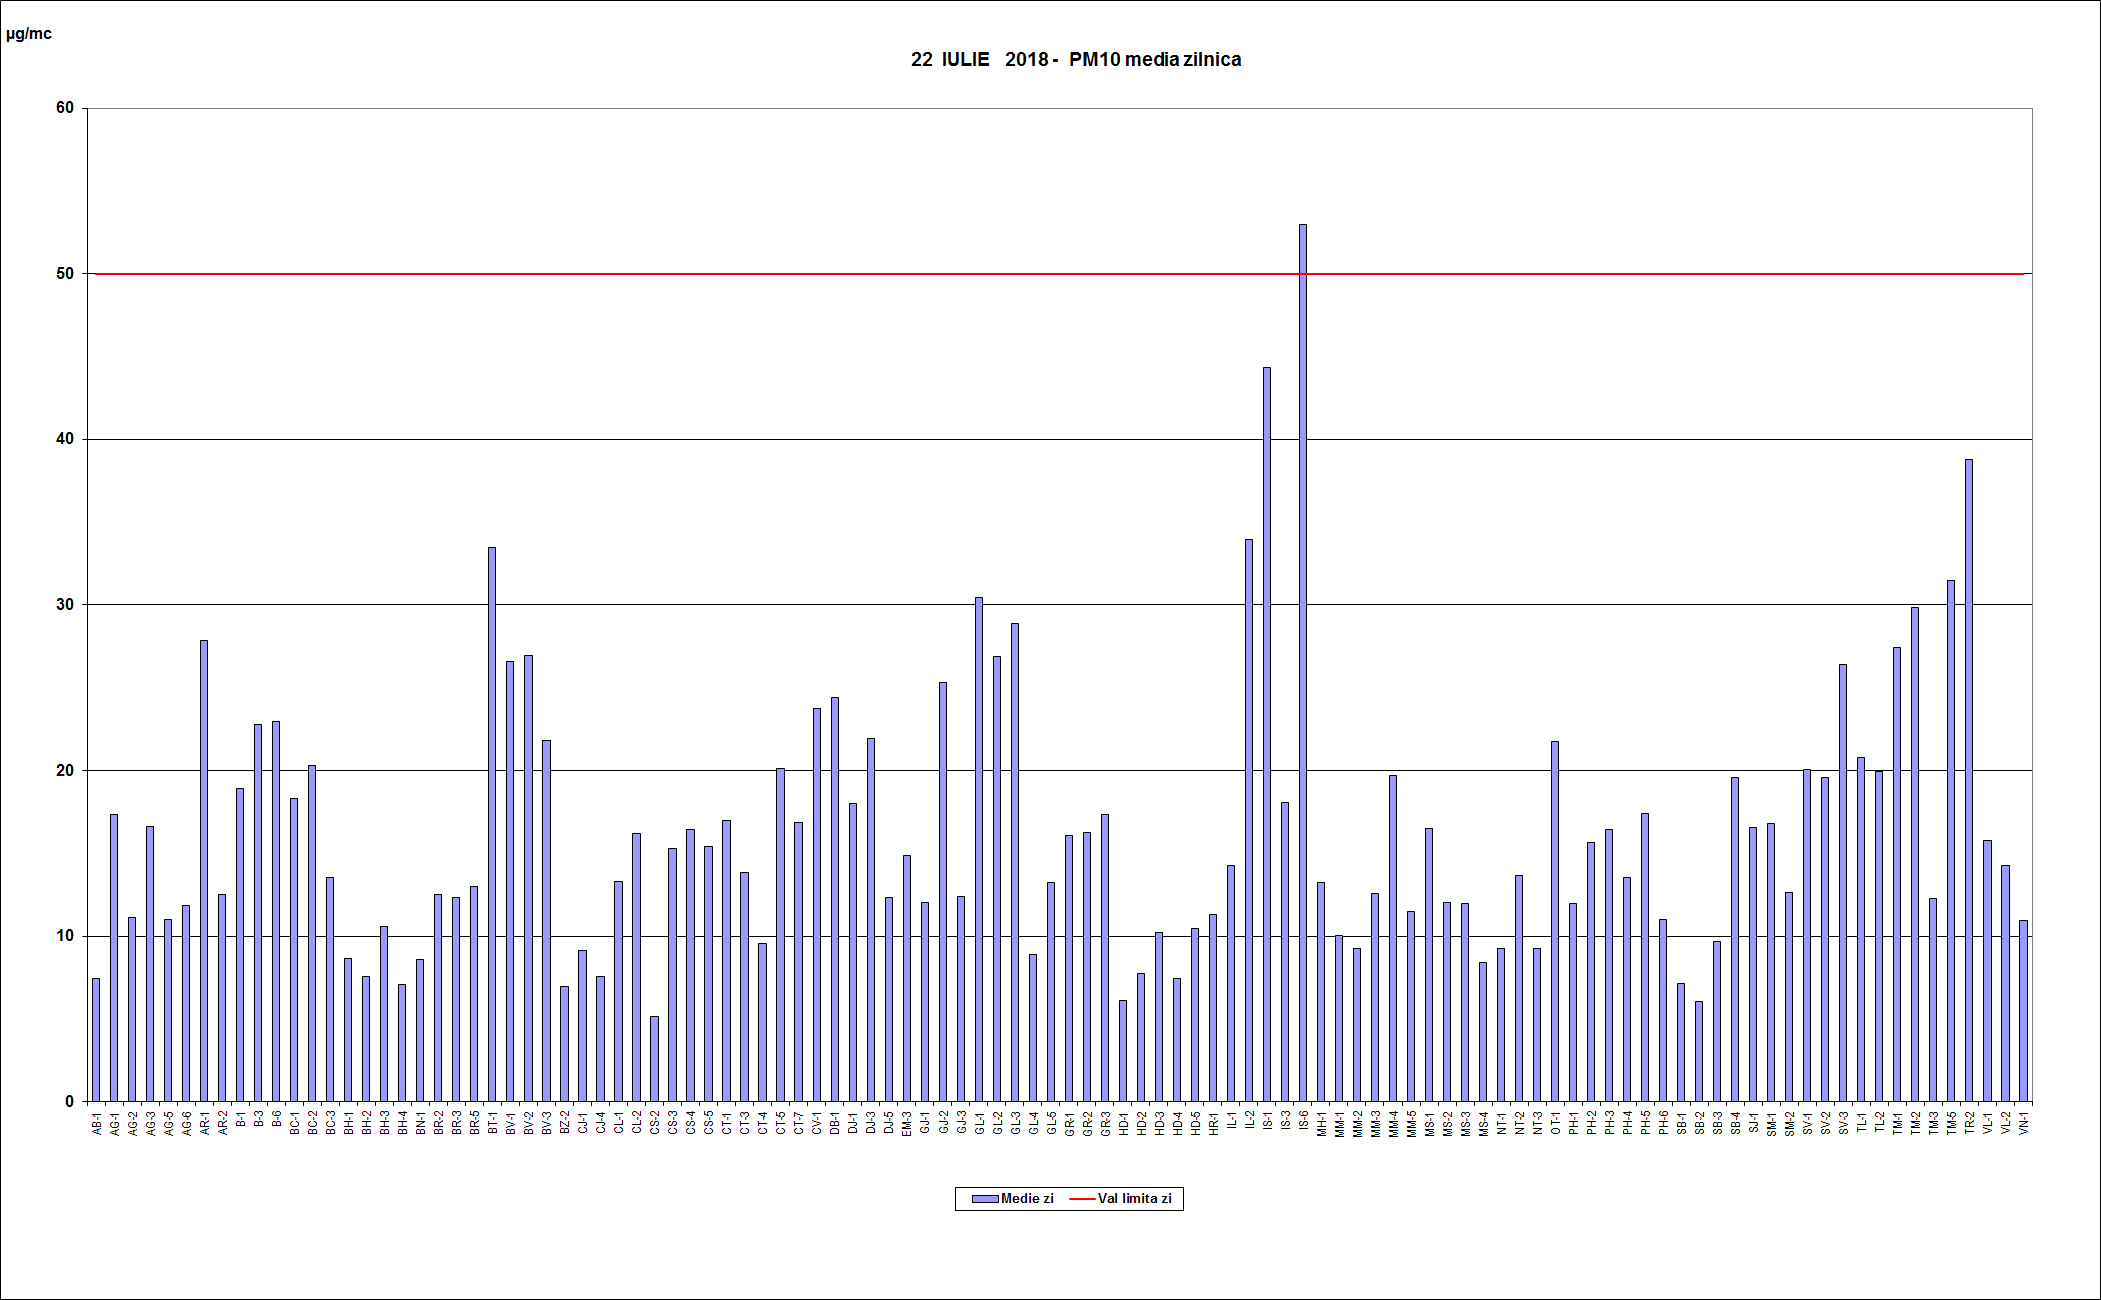 µg/mc
22 IULIE 2018 - PM10 media zilnica
60
50
40
30
20
10
0
AB-1 AG-1 AG-2 AG-3 AG-5 AG-6 AR-1 AR-2 B-1 B-3 B-6 BC-1 BC-2 BC-3 BH-1 BH-2 BH-3 BH-4 BN-1 BR-2 BR-3 BR-5 BT-1 BV-1 BV-2 BV-3 BZ-2 CJ-1 CJ-4 CL-1 CL-2 CS-2 CS-3 CS-4 CS-5 CT-1 CT-3 CT-4 CT-5 CT-7 CV-1 DB-1 DJ-1 DJ-3 DJ-5 EM-3 GJ-1 GJ-2 GJ-3 GL-1 GL-2 GL-3 GL-4 GL-5 GR-1 GR-2 GR-3 HD-1 HD-2 HD-3 HD-4 HD-5 HR-1 IL-1 IL-2 IS-1 IS-3 IS-6 MH-1 MM-1 MM-2 MM-3 MM-4 MM-5 MS-1 MS-2 MS-3 MS-4 NT-1 NT-2 NT-3 OT-1 PH-1 PH-2 PH-3 PH-4 PH-5 PH-6 SB-1 SB-2 SB-3 SB-4 SJ-1 SM-1 SM-2 SV-1 SV-2 SV-3 TL-1 TL-2 TM-1 TM-2 TM-3 TM-5 TR-2 VL-1 VL-2 VN-1
Medie zi Val limita zi